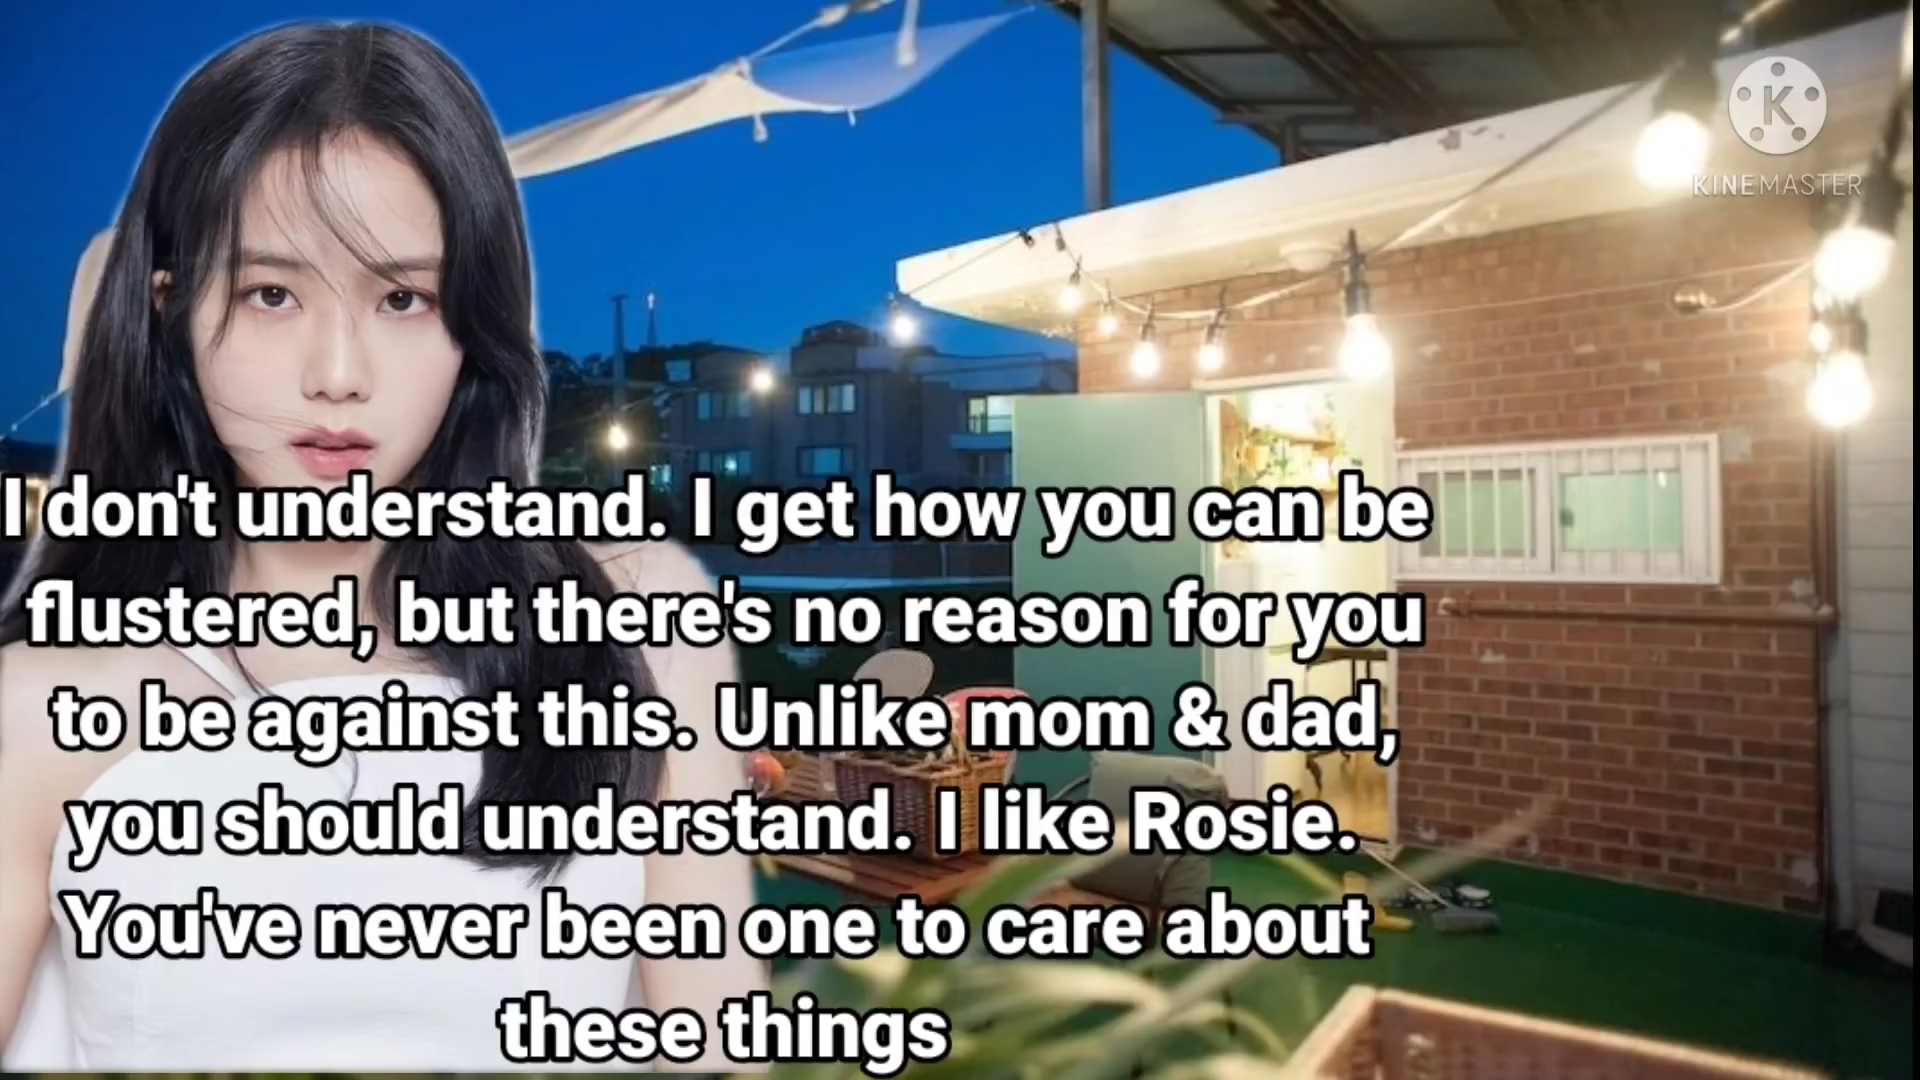 KINEMASTER
I don't understand. I get how you can be
flustered, but there's no reason for you
to be against this. Unlike mom & dad,
you should understand. I like Rosie.
You've never been one to care about
these things